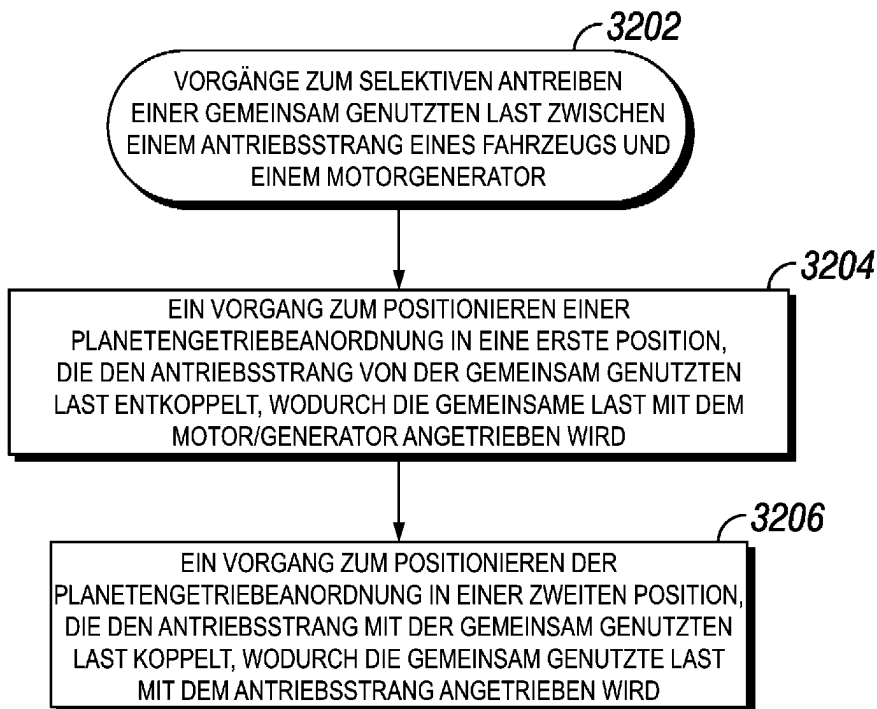 3202
VORGÄNGE ZUM SELEKTIVEN ANTREIBEN
EINER GEMEINSAM GENUTZTEN LAST ZWISCHEN
EINEM ANTRIEBSSTRANG EINES FAHRZEUGS UND
EINEM MOTORGENERATOR
3204
EIN VORGANG ZUM POSITIONIEREN EINER
PLANETENGETRIEBEANORDNUNG IN EINE ERSTE POSITION,
DIE DEN ANTRIEBSSTRANG VON DER GEMEINSAM GENUTZTEN
LAST ENTKOPPELT, WODURCH DIE GEMEINSAME LAST MIT DEM
MOTOR/GENERATOR ANGETRIEBEN WIRD
3206
EIN VORGANG ZUM POSITIONIEREN DER
PLANETENGETRIEBEANORDNUNG IN EINER ZWEITEN POSITION,
DIE DEN ANTRIEBSSTRANG MIT DER GEMEINSAM GENUTZTEN
LAST KOPPELT, WODURCH DIE GEMEINSAM GENUTZTE LAST
MIT DEM ANTRIEBSSTRANG ANGETRIEBEN WIRD